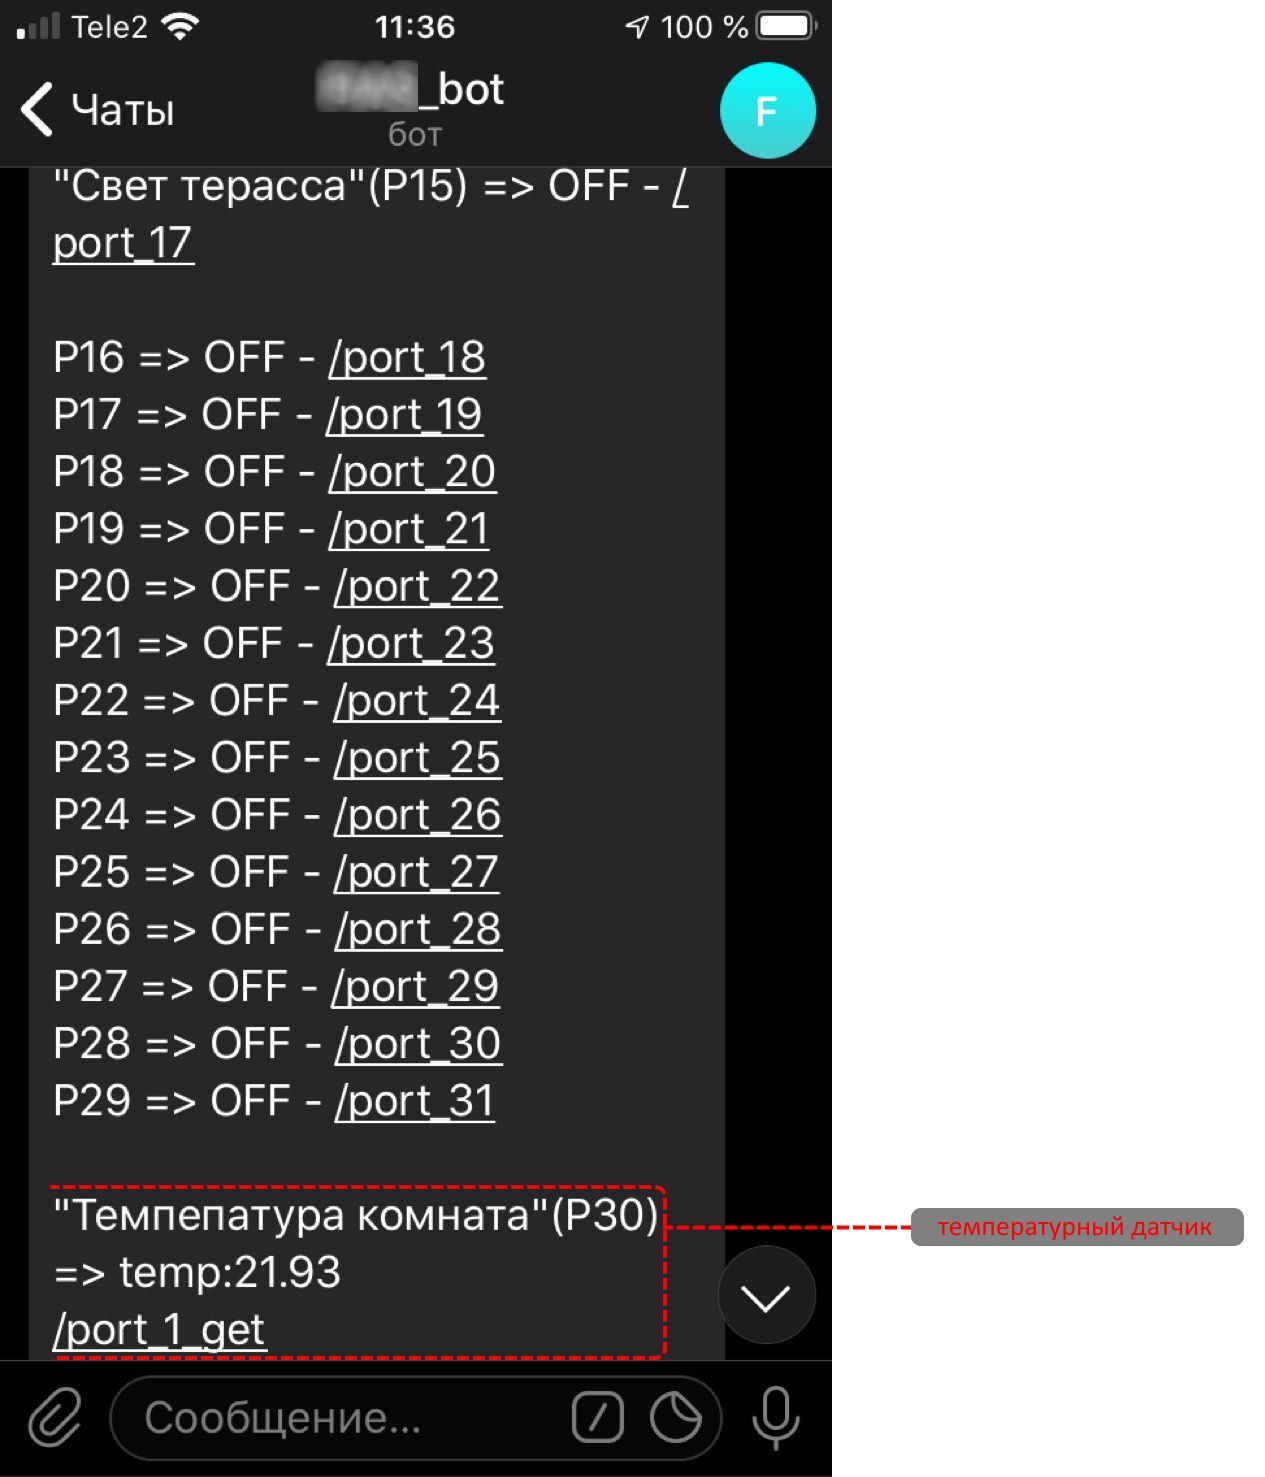 Tele2 11:36 100 %
Чаты _bot F
бот
"Свет терасса"(P15) => OFF - /
port_17
P16 => OFF - /port_18
P17 => OFF - /port_19
P18 => OFF - /port_20
P19 => OFF - /port_21
P20 => OFF - /port_22
P21 => OFF - /port_23
P22 => OFF - /port_24
P23 => OFF - /port_25
P24 => OFF - /port_26
P25 => OFF - /port_27
P26 => OFF - /port_28
P27 => OFF - /port_29
P28 => OFF - /port_30
P29 => OFF - /port_31
"Темпепатура комната"(P30)
=> temp:21.93
/port_1_get
температурный датчик
Сообщение...